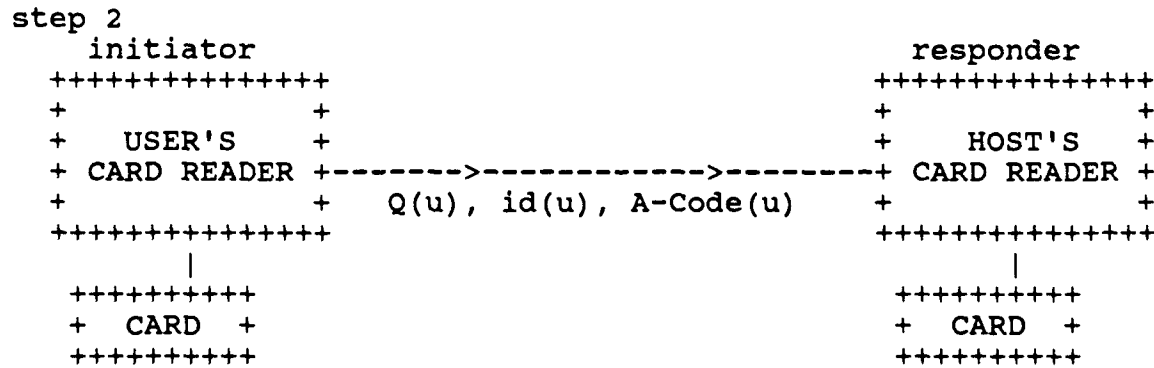 step 2
initiator responder
+++++++++++++++ +++++++++++++++
+ + + +
+ USER'S + + HOST'S +
+ CARD READER +------->------------->--------+ CARD READER +
+ + Q(u), id(u), A-Code(u) + +
+++++++++++++++ +++++++++++++++
| |
++++++++++ ++++++++++
+ CARD + + CARD +
++++++++++ ++++++++++